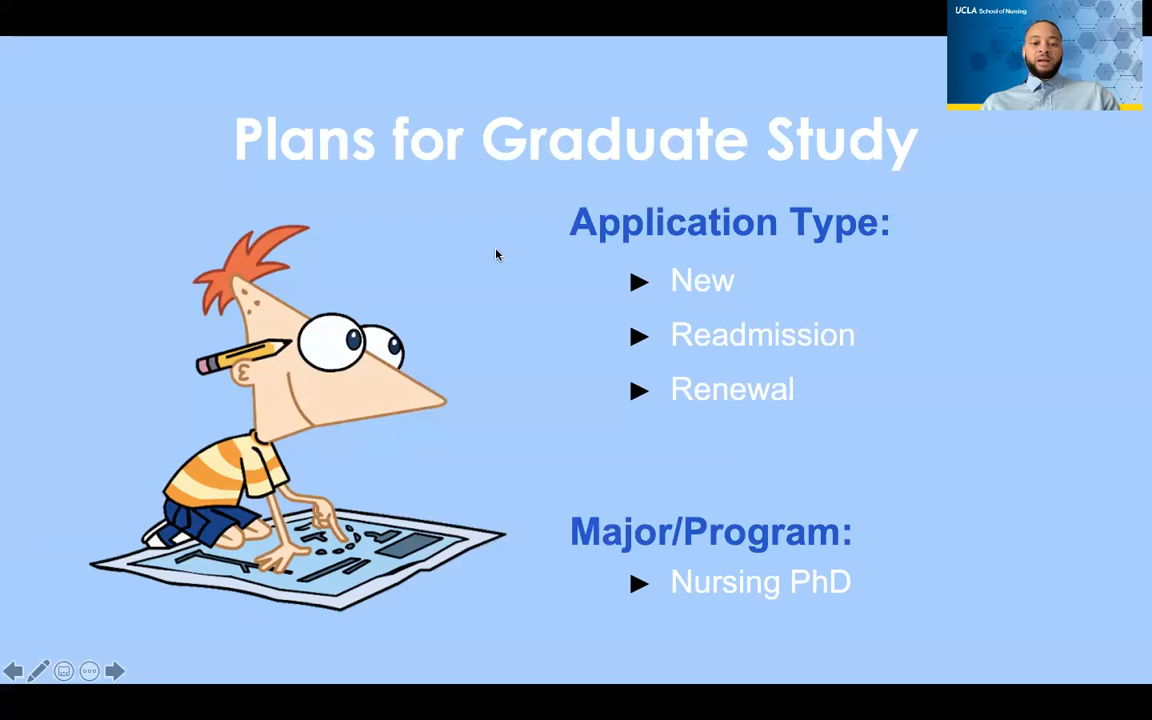 UCLA School of Nursing
Plans for Graduate Study
Application Type:
► New
► Readmission
► Renewal
Major/Program:
► Nursing PhD